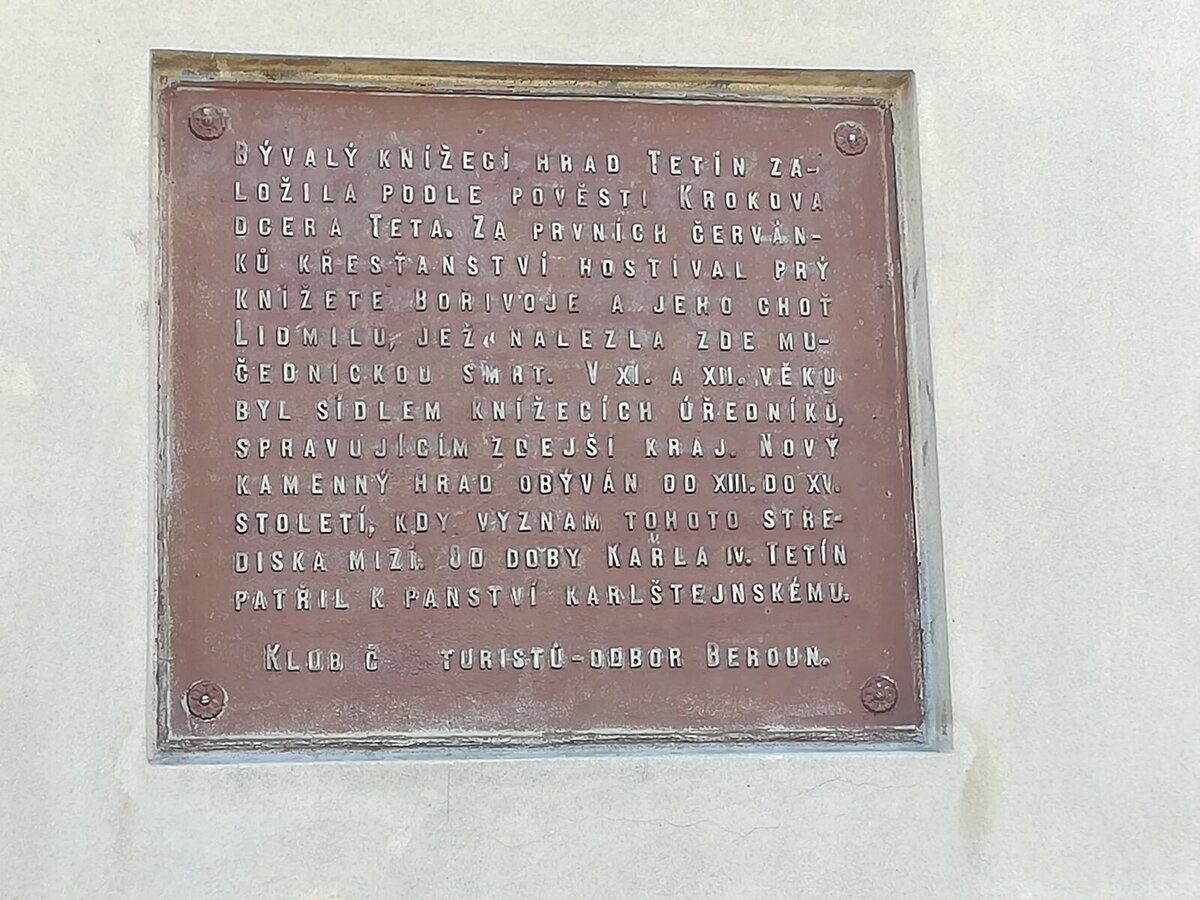 BÝVALÝ KNÍŽECÍ HRAD TETÍN ZA-
LOŽILA PODLE POVĚSTI KROKOVA
DCERA TETA. ZA PRVNÍCH ČERVÁN-
KŮ KŘESŤANSTVÍ HOSTIVAL PRÝ
KNÍŽETE BOŘIVOJE A JEHO CHOŤ
LIDMILU, JEŽ NALEZLA ZDE MU-
ČEDNICKOU SMRT. V XI. A XII. VĚKU
BYL SÍDLEM KNÍŽECÍCH ÚŘEDNÍKŮ,
SPRAVUJÍCÍM ZDEJŠÍ KRAJ. NOVÝ
KAMENNÝ HRAD OBÝVÁN OD XIII. DO XV.
STOLETÍ, KDY VÝZNAM TOHOTO STŘE-
DISKA MIZÍ. OD DOBY KARLA IV. TETÍN
PATŘIL K PANSTVÍ KARLŠTEJNSKÉMU.
KLUB Č TURISTŮ-ODBOR BEROUN.